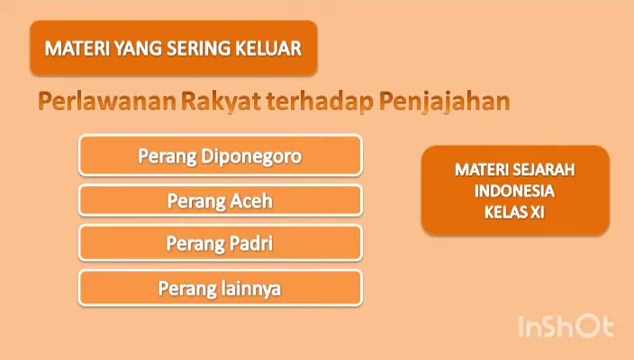 MATERI YANG SERING KELUAR
Perlawanan Rakyat terhadap Penjajahan
Perang Diponegoro
Perang Aceh
Perang Padri
Perang lainnya
MATERI SEJARAH
INDONESIA
KELAS XI
InShOt